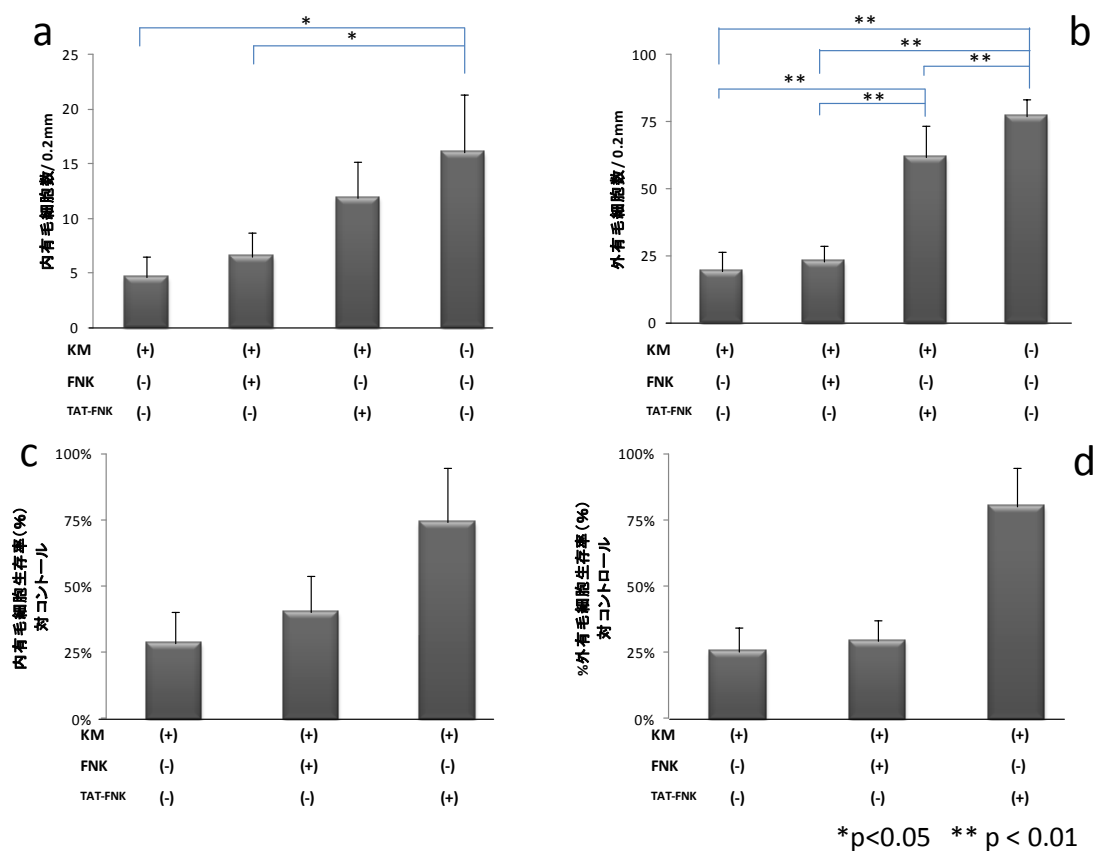 a
*
*
25
20
15
10
5
0
内有毛細胞数/0.2mm
KM (+) (+) (+) (-)
FNK (-) (+) (-) (-)
TAT-FNK (-) (-) (+) (-)
b
**
**
**
**
**
100
75
50
25
0
外有毛細胞数/0.2mm
KM (+) (+) (+) (-)
FNK (-) (+) (-) (-)
TAT-FNK (-) (-) (+) (-)
c
100%
75%
50%
25%
0%
内有毛細胞生存率(%)
対コントール
KM (+) (+) (+)
FNK (-) (+) (-)
TAT-FNK (-) (-) (+)
d
100%
75%
50%
25%
0%
%外有毛細胞生存率(%)
対コントロール
KM (+) (+) (+)
FNK (-) (+) (-)
TAT-FNK (-) (-) (+)
*p<0.05 ** p < 0.01